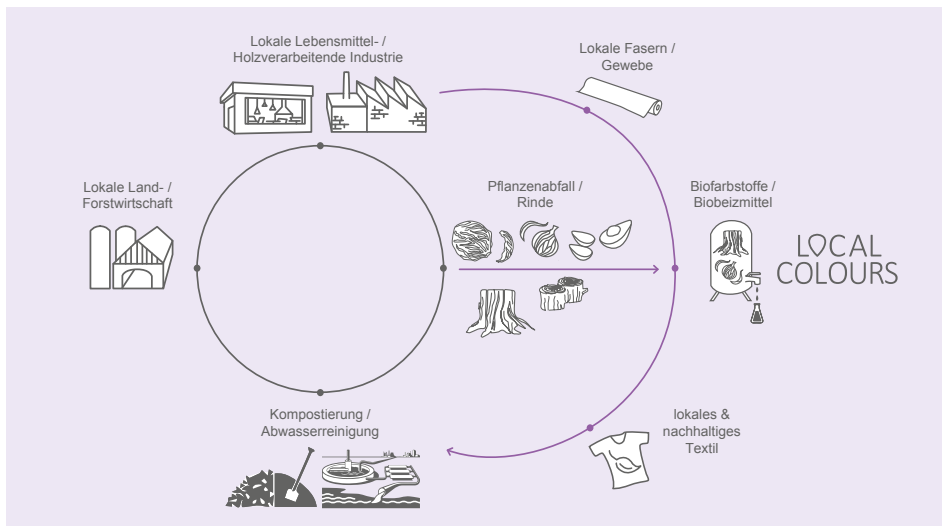 Lokale Lebensmittel- /
Holzverarbeitende Industrie
Lokale Fasern /
Gewebe
Lokale Land- /
Forstwirtschaft
Pflanzenabfall /
Rinde
Biofarbstoffe /
Biobeizmittel
LOCAL
COLOURS
Kompostierung /
Abwasserreinigung
lokales &
nachhaltiges
Textil